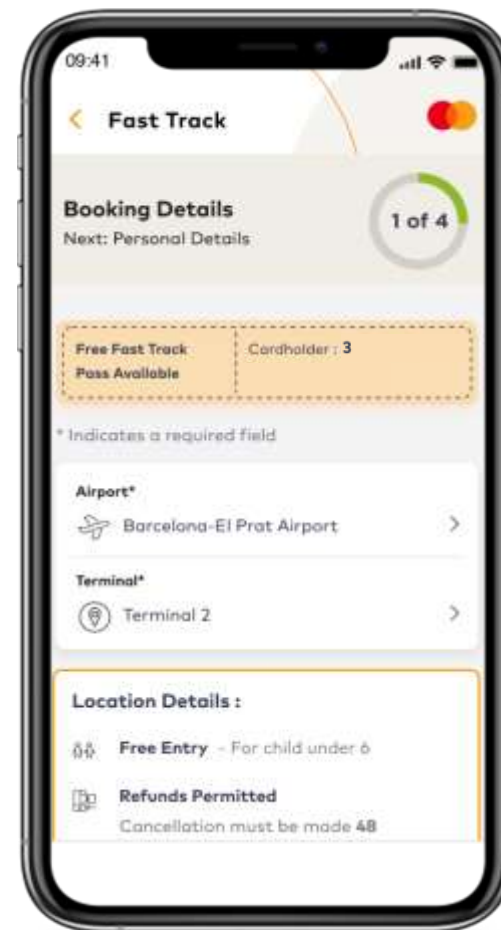 09:41
Fast Track
Booking Details
Next: Personal Details
1 of 4
Free Fast Track
Pass Available
Cardholder : 3
* Indicates a required field
Airport*
Barcelona-El Prat Airport
Terminal*
Terminal 2
Location Details :
Free Entry - For child under 6
Refunds Permitted
Cancellation must be made 48